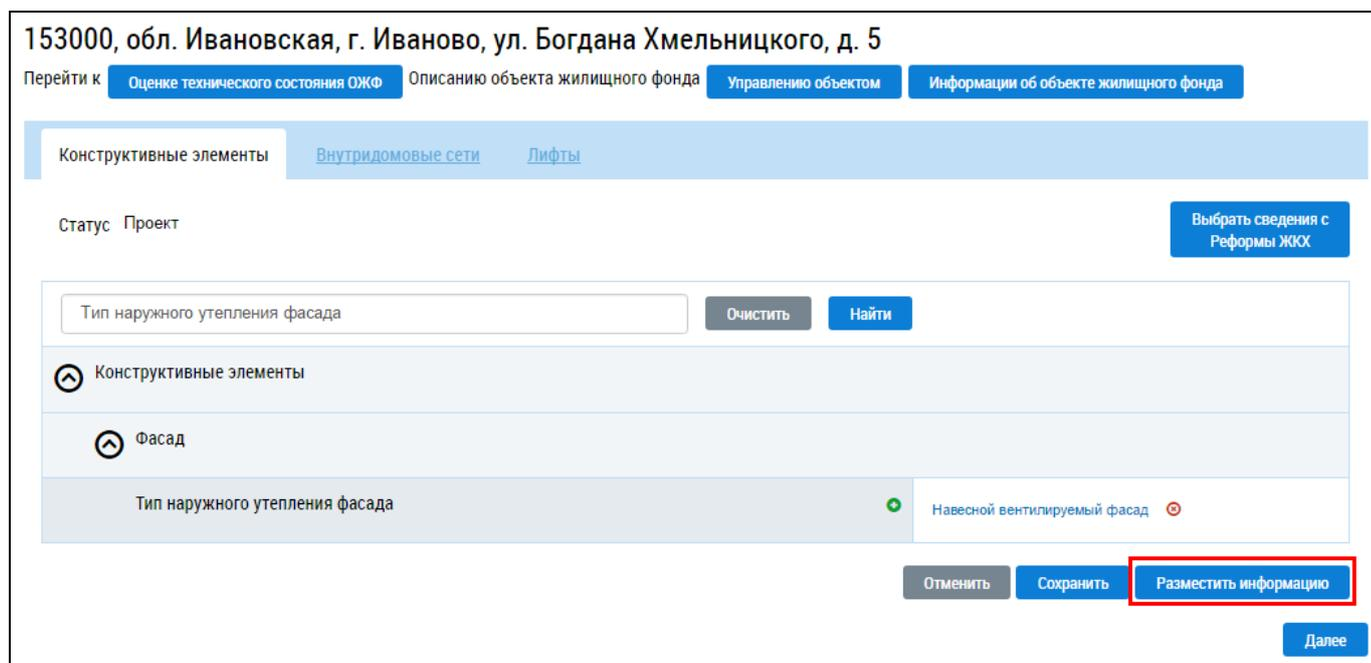 153000, обл. Ивановская, г. Иваново, ул. Богдана Хмельницкого, д. 5
Перейти к Оценке технического состояния ОЖФ Описанию объекта жилищного фонда Управлению объектом Информации об объекте жилищного фонда
Конструктивные элементы Внутридомовые сети Лифты
Статус Проект
Выбрать сведения с
Реформы ЖКХ
Тип наружного утепления фасада Очистить Найти
Конструктивные элементы
Фасад
Тип наружного утепления фасада Навесной вентилируемый фасад
Отменить Сохранить Разместить информацию
Далее